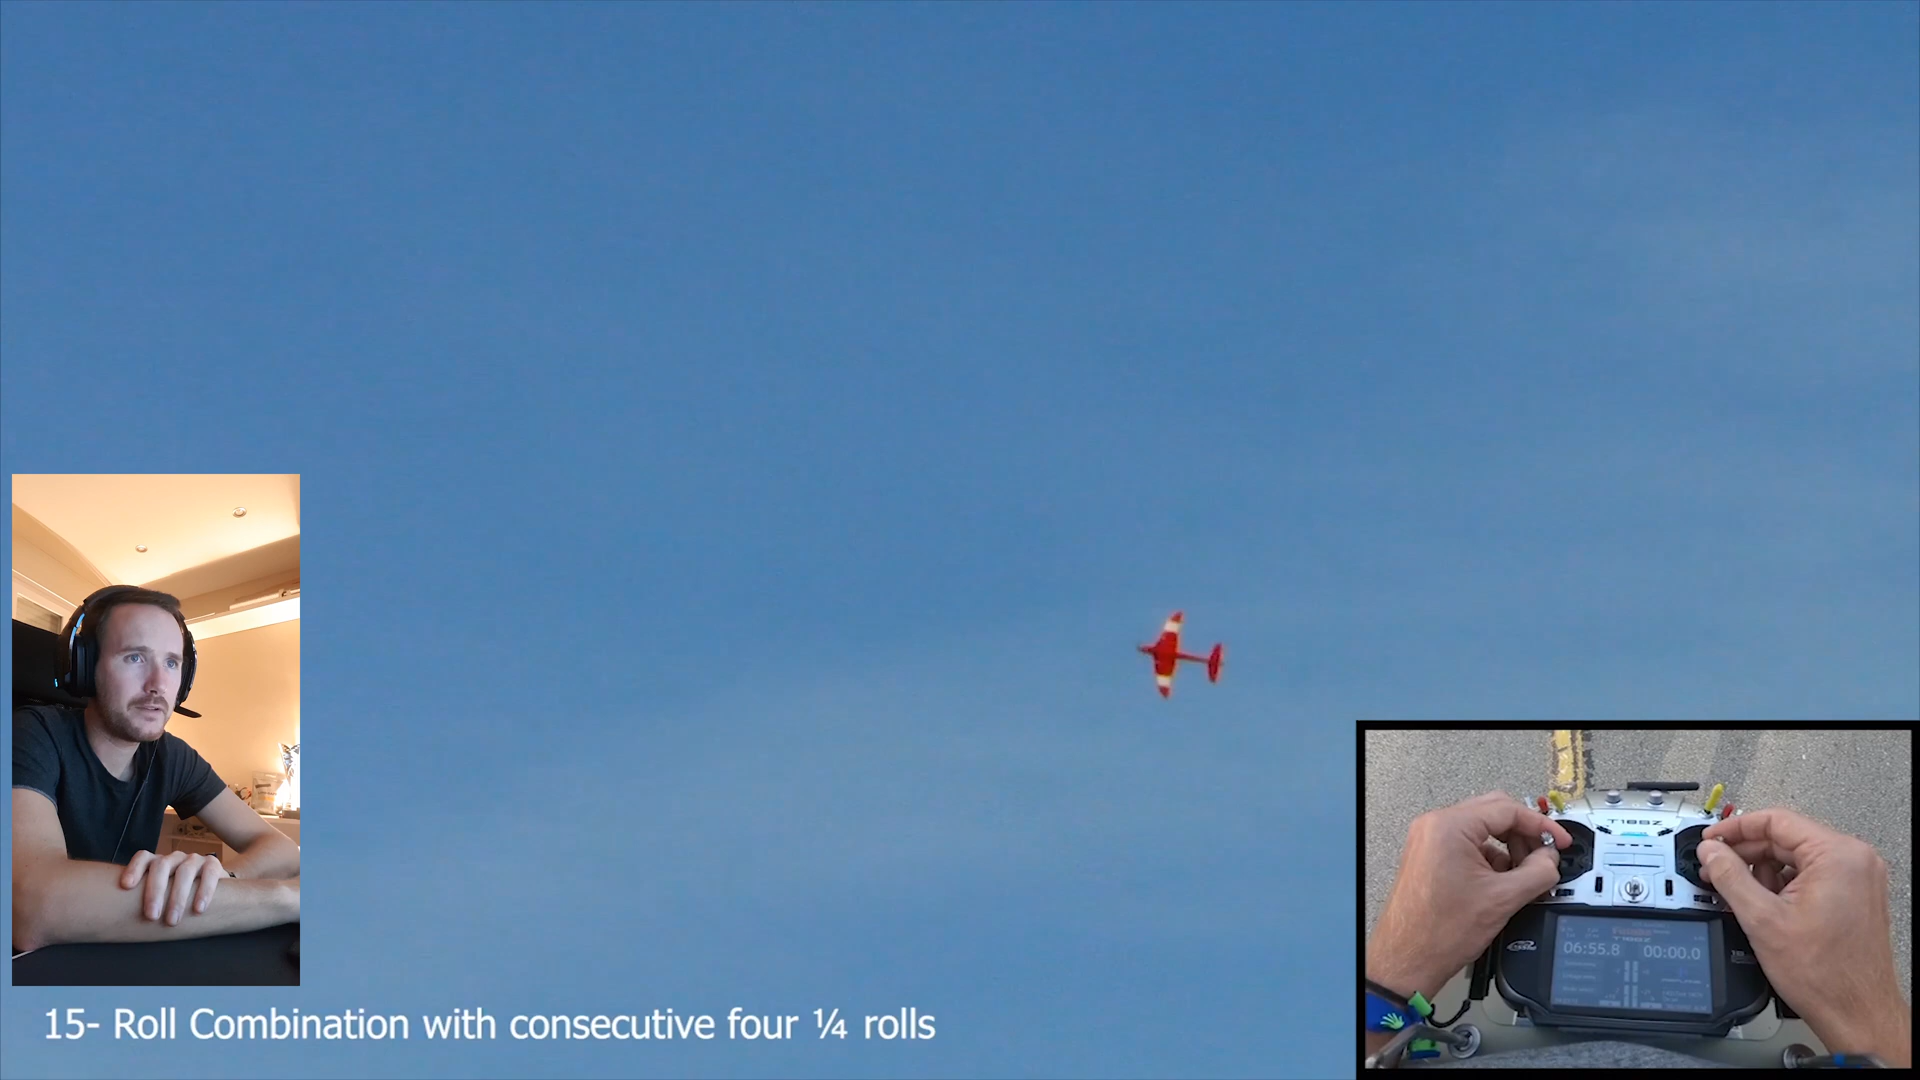 T18SZ
06:55.8 00:00.0
15- Roll Combination with consecutive four ¼ rolls